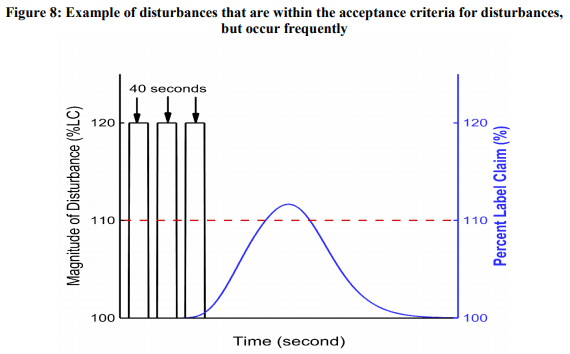 Figure 8: Example of disturbances that are within the acceptance criteria for disturbances,
but occur frequently
40 seconds
Magnitude of Disturbance (%LC)
120
110
100
120
110
100
Percent Label Claim (%)
Time (second)